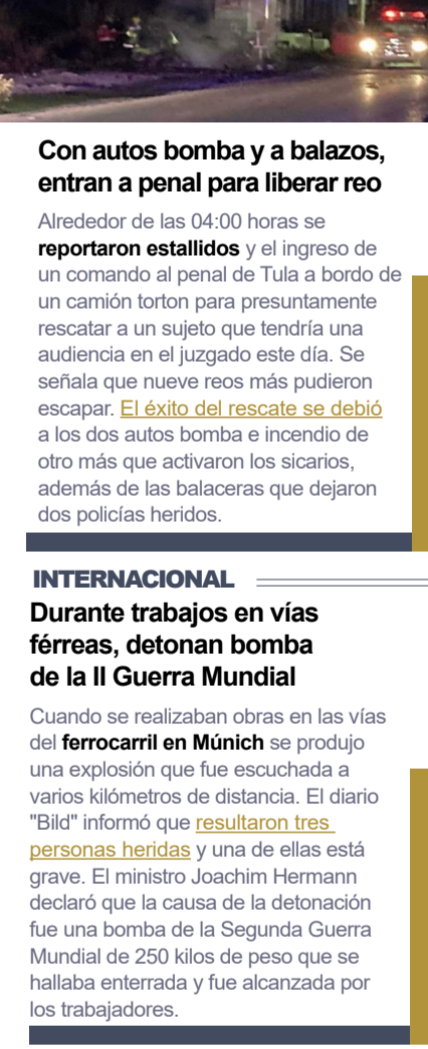 Con autos bomba y a balazos,
entran a penal para liberar reo
Alrededor de las 04:00 horas se
reportaron estallidos y el ingreso de
un comando al penal de Tula a bordo de
un camión torton para presuntamente
rescatar a un sujeto que tendría una
audiencia en el juzgado este día. Se
señala que nueve reos más pudieron
escapar. El éxito del rescate se debió
a los dos autos bomba e incendio de
otro más que activaron los sicarios,
además de las balaceras que dejaron
dos policías heridos.
INTERNACIONAL
Durante trabajos en vías
férreas, detonan bomba
de la II Guerra Mundial
Cuando se realizaban obras en las vías
del ferrocarril en Múnich se produjo
una explosión que fue escuchada a
varios kilómetros de distancia. El diario
"Bild" informó que resultaron tres
personas heridas y una de ellas está
grave. El ministro Joachim Hermann
declaró que la causa de la detonación
fue una bomba de la Segunda Guerra
Mundial de 250 kilos de peso que se
hallaba enterrada y fue alcanzada por
los trabajadores.